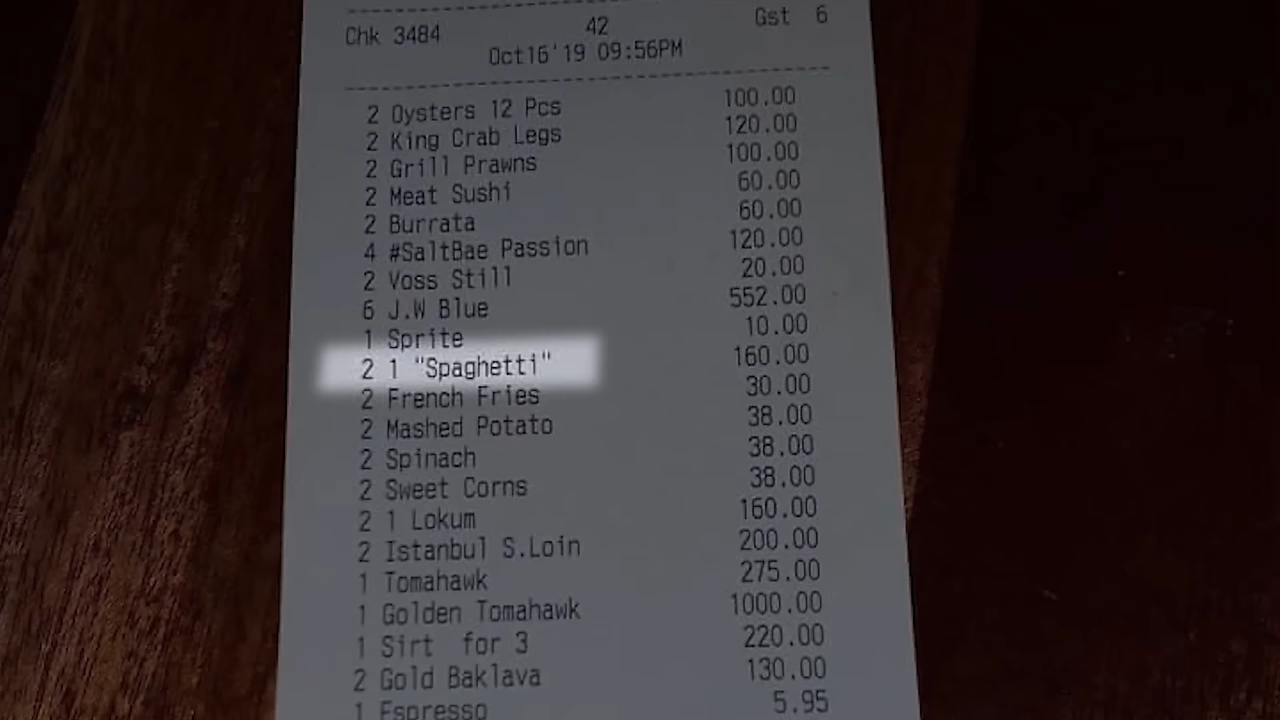 Chk 3484 42 Gst 6
Oct16'19 09:56PM
2 Oysters 12 Pcs 100.00
2 King Crab Legs 120.00
2 Grill Prawns 100.00
2 Meat Sushi 60.00
2 Burrata 60.00
4 #SaltBae Passion 120.00
2 Voss Still 20.00
6 J.W Blue 552.00
1 Sprite 10.00
2 1 "Spaghetti" 160.00
2 French Fries 30.00
2 Mashed Potato 38.00
2 Spinach 38.00
2 Sweet Corns 38.00
2 1 Lokum 160.00
2 Istanbul S.Loin 200.00
1 Tomahawk 275.00
1 Golden Tomahawk 1000.00
1 Sirt for 3 220.00
2 Gold Baklava 130.00
1 Espresso 5.95